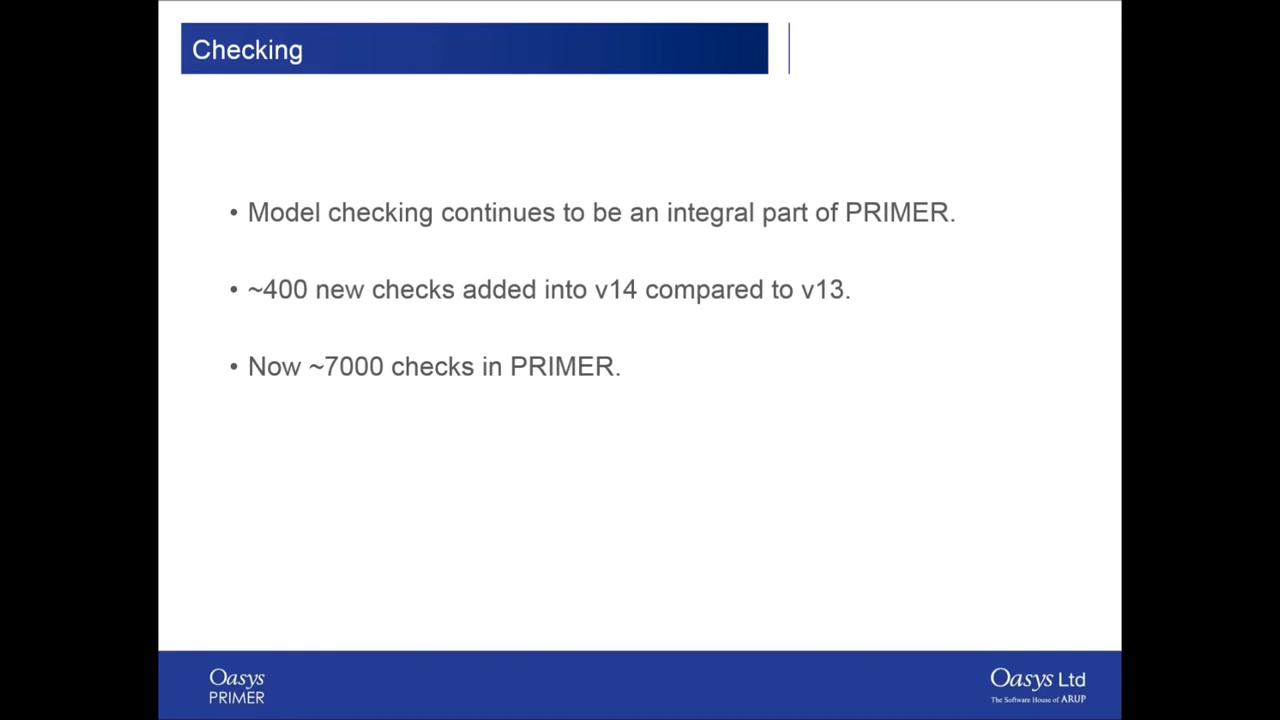 Checking
• Model checking continues to be an integral part of PRIMER.
• ~400 new checks added into v14 compared to v13.
• Now ~7000 checks in PRIMER.
Oasys
PRIMER
Oasys Ltd
The Software House of ARUP